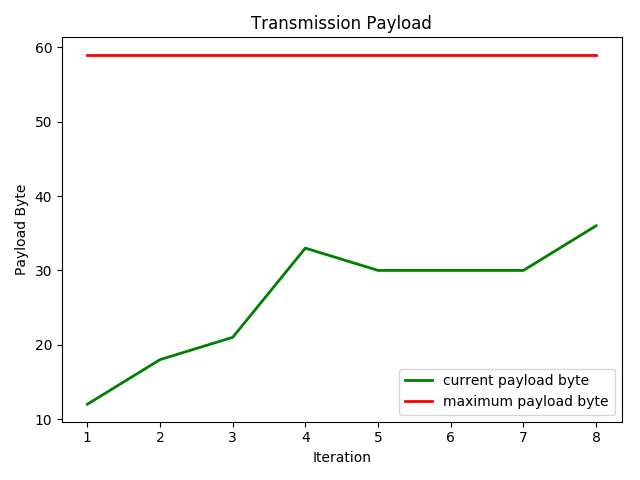 Transmission Payload
60
50
40
30
20
10
Payload Byte
current payload byte
maximum payload byte
1 2 3 4 5 6 7 8
Iteration